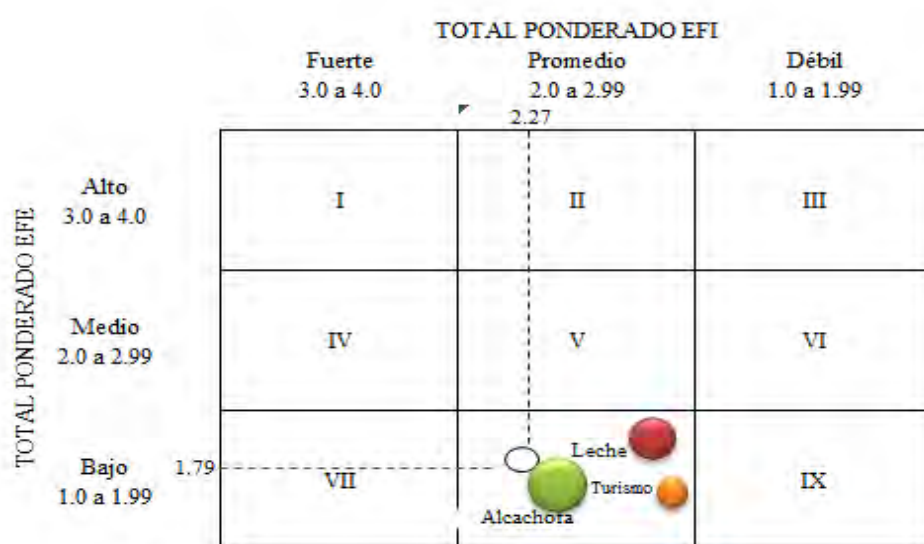 TOTAL PONDERADO EFI
Fuerte Promedio Débil
3.0 a 4.0 2.0 a 2.99 1.0 a 1.99
2.27
Alto
3.0 a 4.0
I II III
TOTAL PONDERADO EFE
Medio
2.0 a 2.99
IV V VI
Leche
1.79
Bajo
1.0 a 1.99
VII Turismo IX
Alcachofa